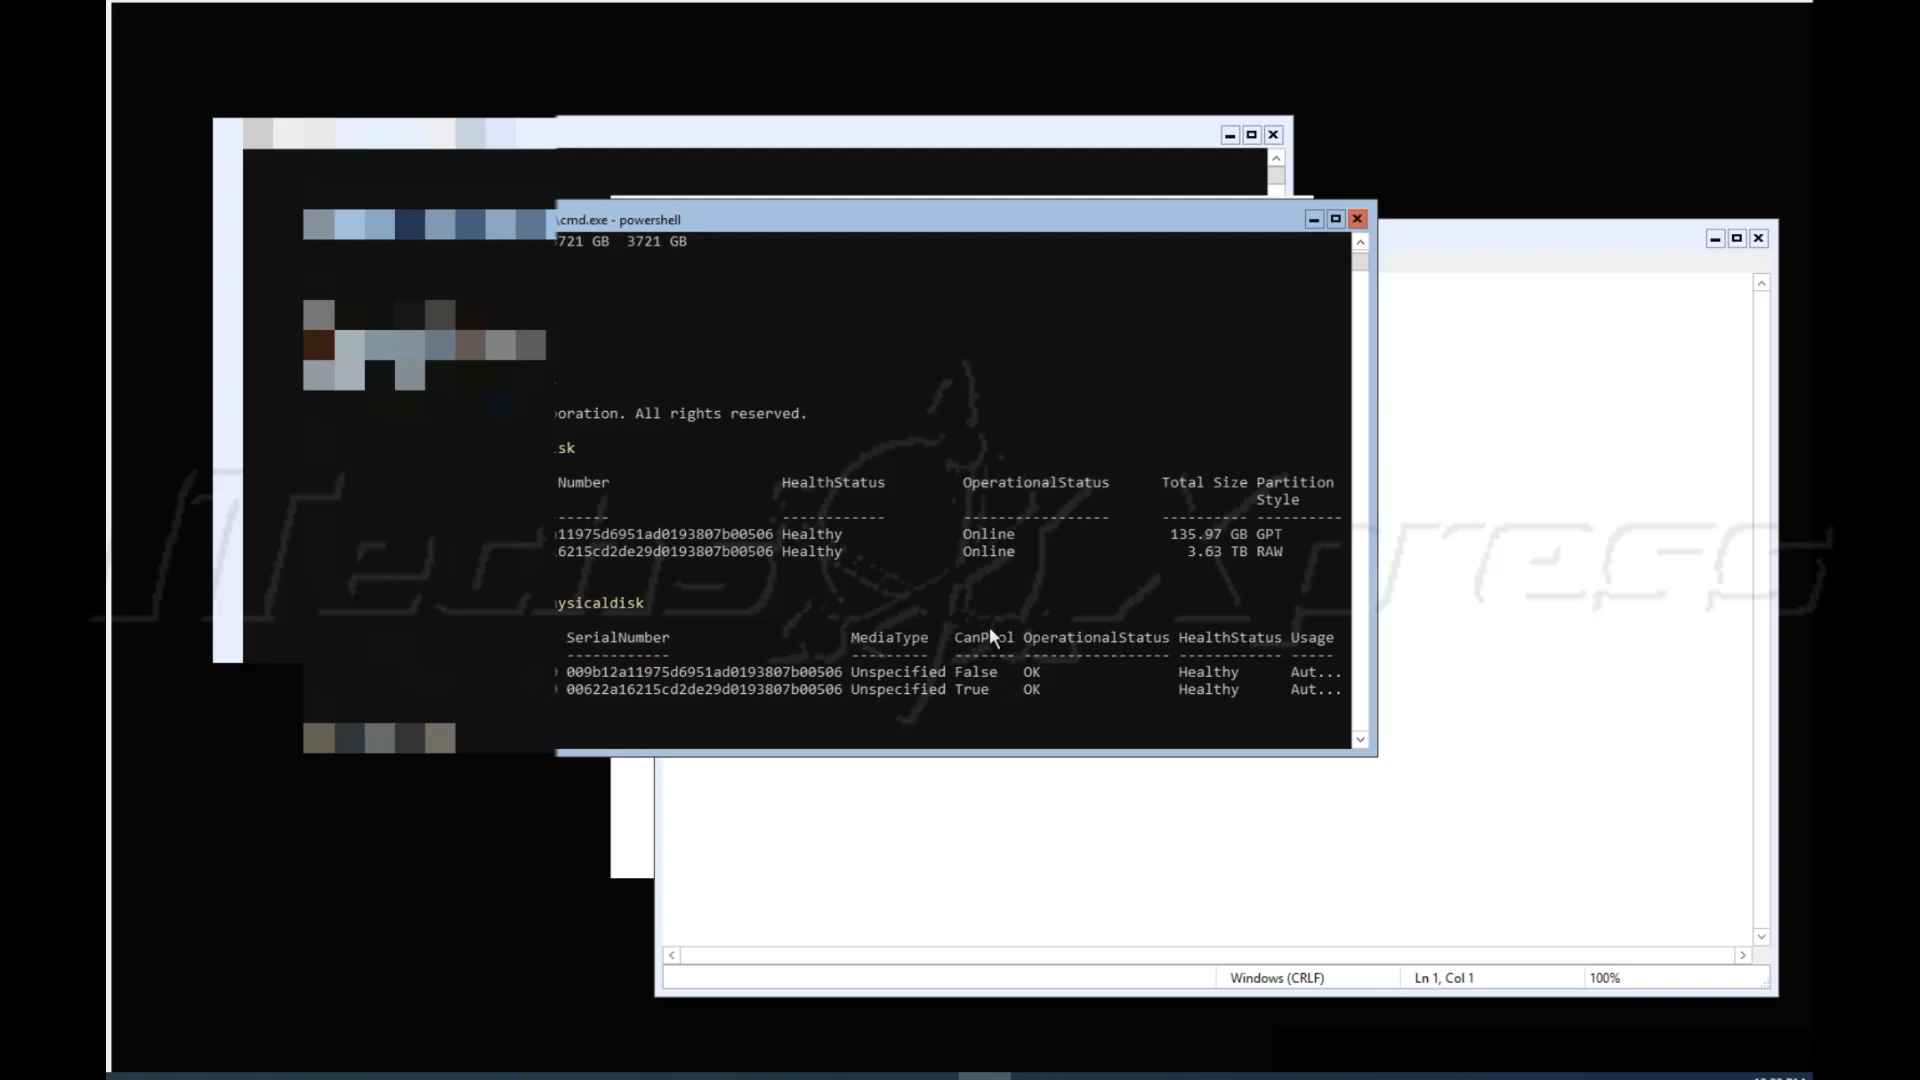 \cmd.exe - powershell
721 GB 3721 GB
oration. All rights reserved.
sk
Number HealthStatus OperationalStatus Total Size Partition
Style
------ ------------ ----------------- ---------- ----------
11975d6951ad0193807b00506 Healthy Online 135.97 GB GPT
6215cd2de29d0193807b00506 Healthy Online 3.63 TB RAW
ysicaldisk
SerialNumber MediaType CanPool OperationalStatus HealthStatus Usage
------------ --------- ------- ----------------- ------------ -----
009b12a11975d6951ad0193807b00506 Unspecified False OK Healthy Aut...
00622a16215cd2de29d0193807b00506 Unspecified True OK Healthy Aut...
Windows (CRLF) Ln 1, Col 1 100%